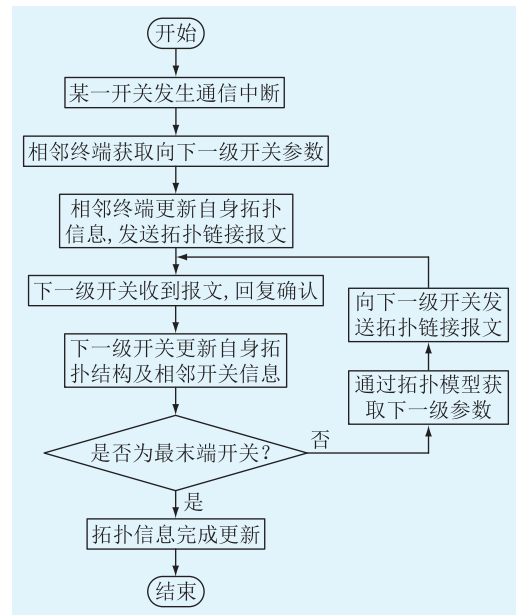 开始
某一开关发生通信中断
相邻终端获取向下一级开关参数
相邻终端更新自身拓扑
信息,发送拓扑链接报文
下一级开关收到报文,回复确认
下一级开关更新自身拓
扑结构及相邻开关信息
是否为最末端开关?
否
通过拓扑模型获
取下一级参数
向下一级开关发
送拓扑链接报文
是
拓扑信息完成更新
结束